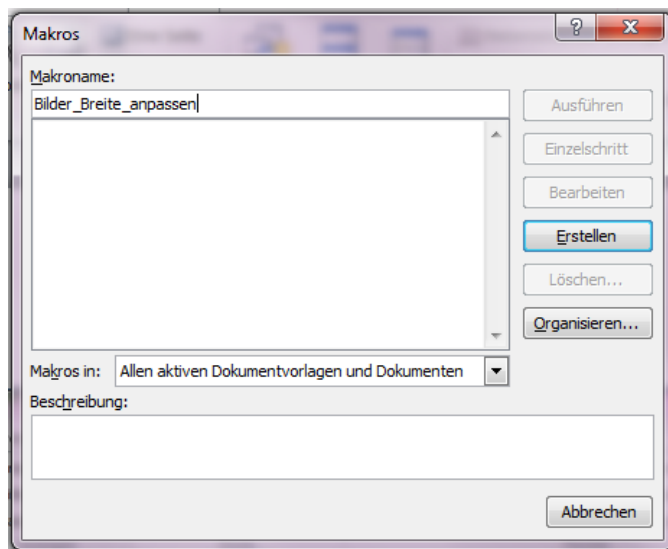 Makros
Makroname:
Bilder_Breite_anpassen
Ausführen
Einzelschritt
Bearbeiten
Erstellen
Löschen...
Organisieren...
Makros in: Allen aktiven Dokumentvorlagen und Dokumenten
Beschreibung:
Abbrechen